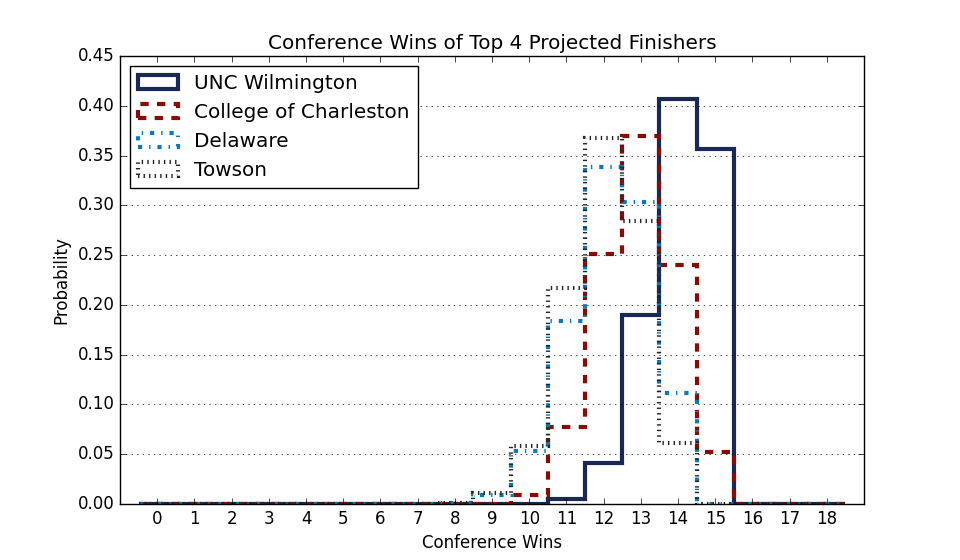 Conference Wins of Top 4 Projected Finishers
0.45
0.40
0.35
0.30
0.25
0.20
0.15
0.10
0.05
0.00
Probability
UNC Wilmington
College of Charleston
Delaware
Towson
0 1 2 3 4 5 6 7 8 9 10 11 12 13 14 15 16 17 18
Conference Wins